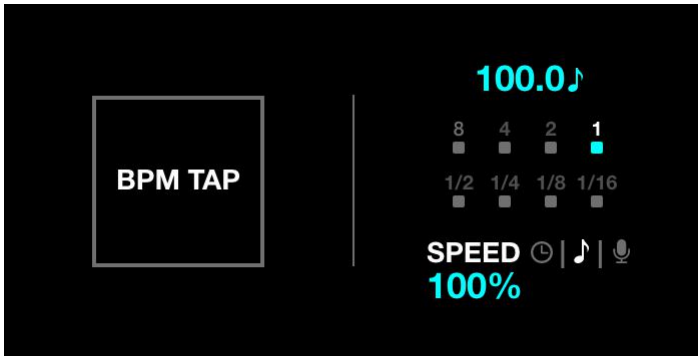 BPM TAP
100.0♪
8 4 2 1
1/2 1/4 1/8 1/16
SPEED | ♪ |
100%